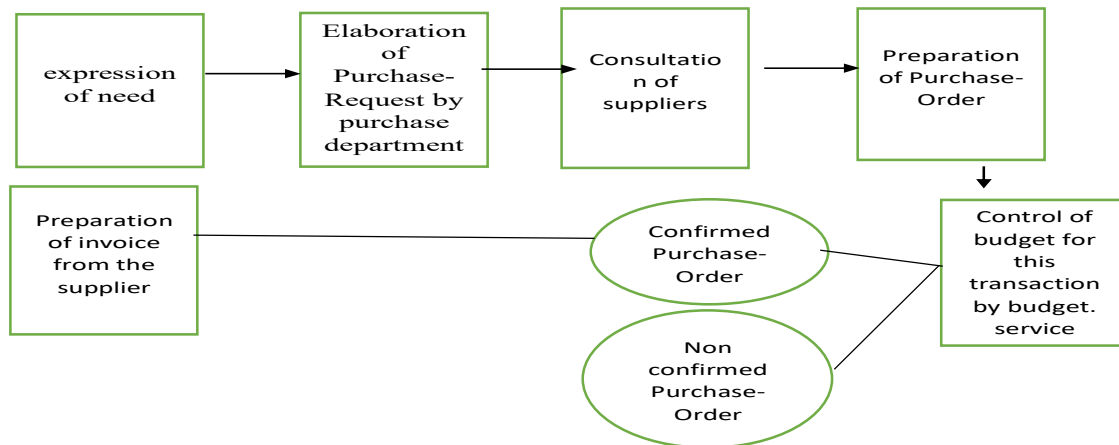 expression
of need
Elaboration
of
Purchase-
Request by
purchase
department
Consultatio
n of
suppliers
Preparation
of Purchase-
Order
Control of
budget for
this
transaction
by budget.
service
Confirmed
Purchase-
Order
Non
confirmed
Purchase-
Order
Preparation
of invoice
from the
supplier